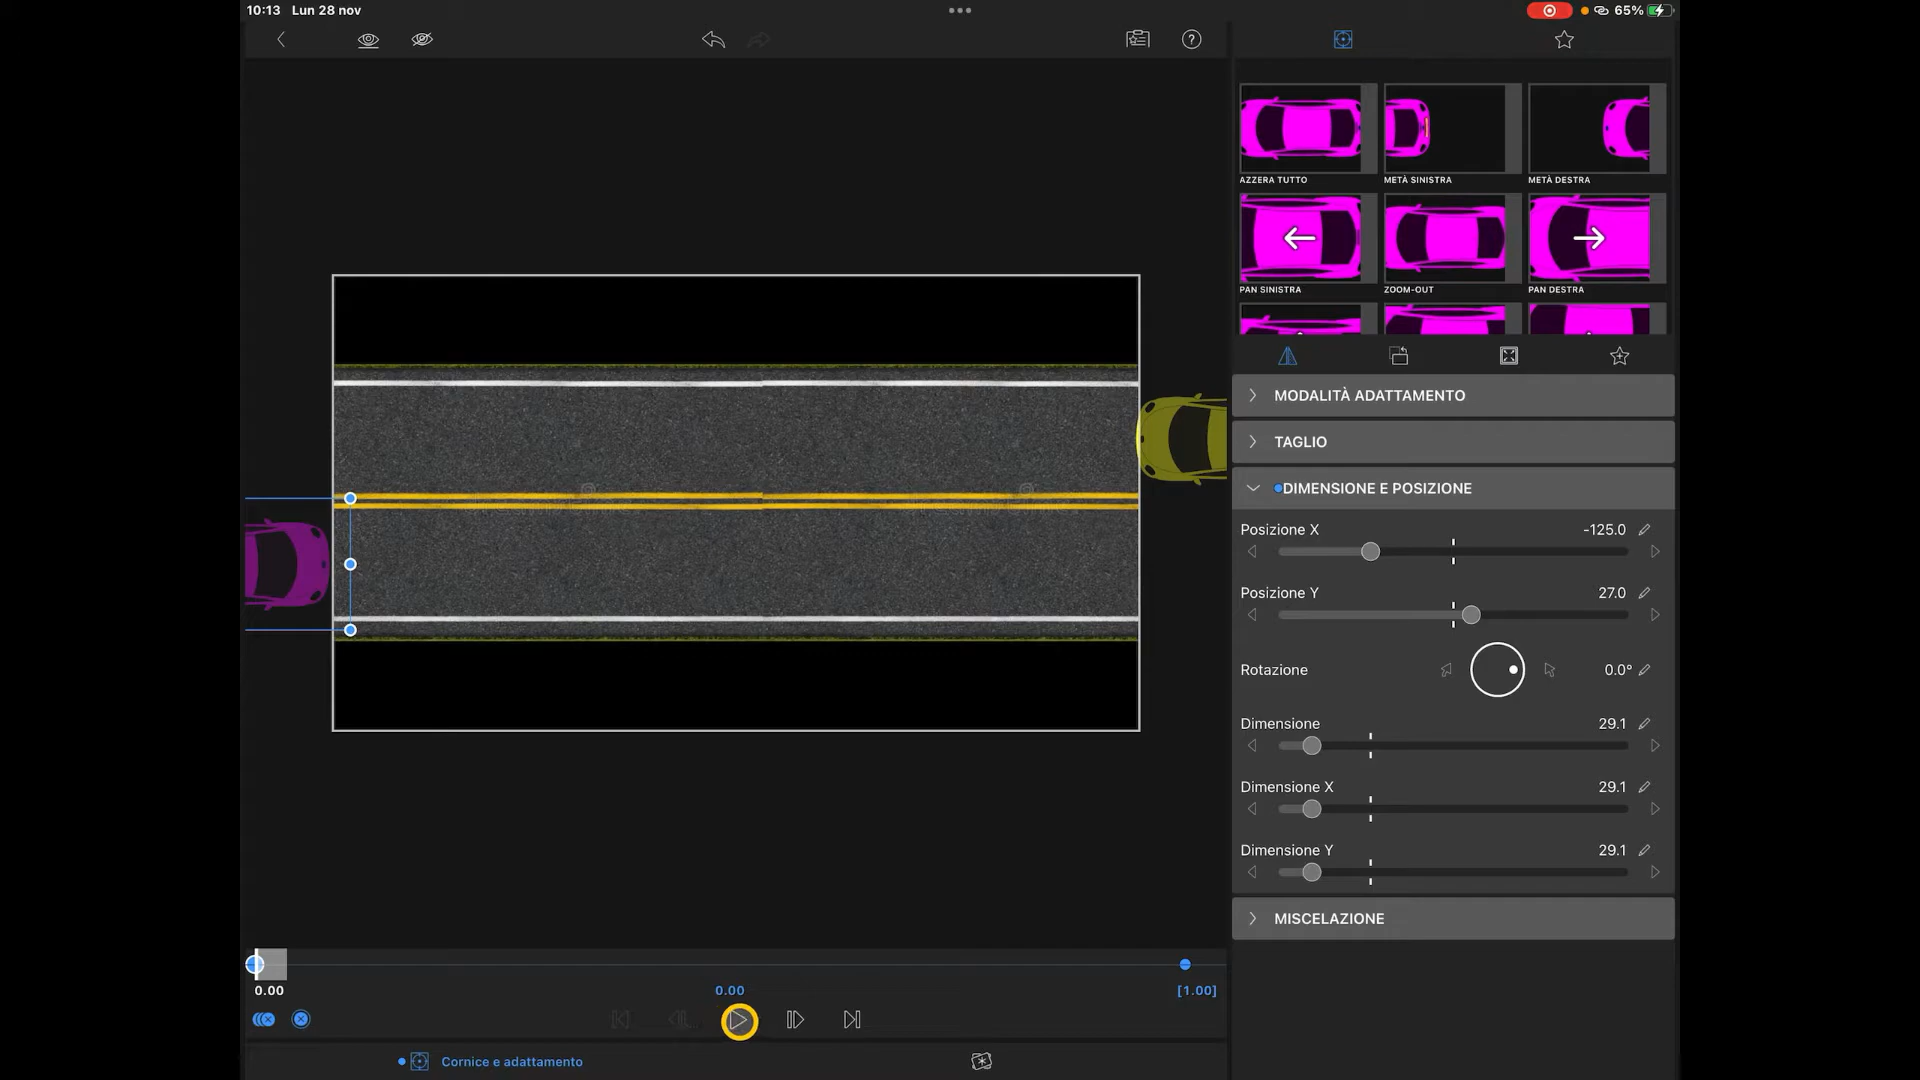 10:13 Lun 28 nov
65%
AZZERA TUTTO
METÀ SINISTRA
METÀ DESTRA
PAN SINISTRA
ZOOM-OUT
PAN DESTRA
MODALITÀ ADATTAMENTO
TAGLIO
DIMENSIONE E POSIZIONE
Posizione X -125.0
Posizione Y 27.0
Rotazione 0.0°
Dimensione 29.1
Dimensione X 29.1
Dimensione Y 29.1
MISCELAZIONE
0.00
0.00
[1.00]
Cornice e adattamento